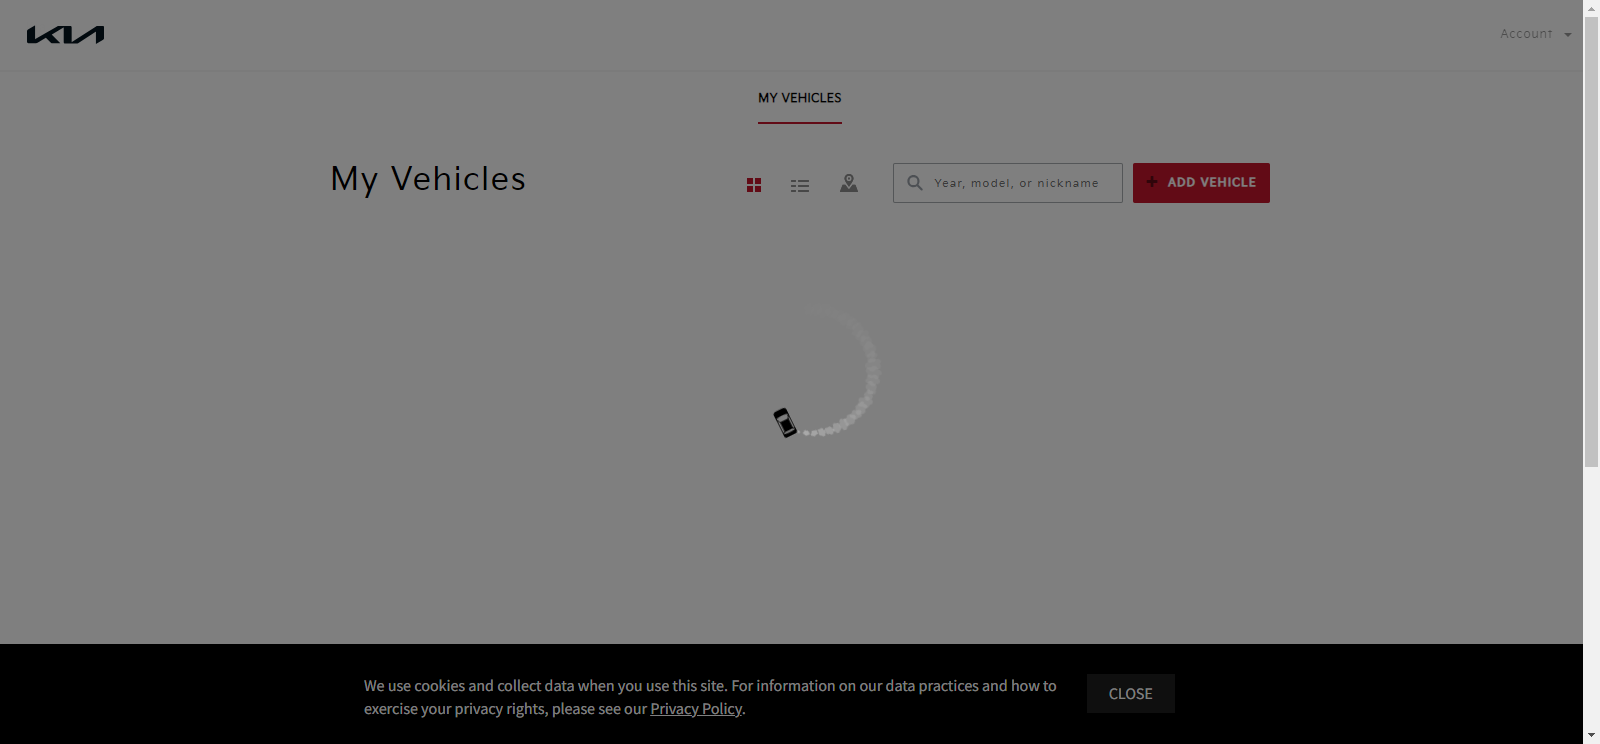 KIA
Account
MY VEHICLES
My Vehicles
Year, model, or nickname
+ ADD VEHICLE
We use cookies and collect data when you use this site. For information on our data practices and how to
exercise your privacy rights, please see our Privacy Policy.
CLOSE